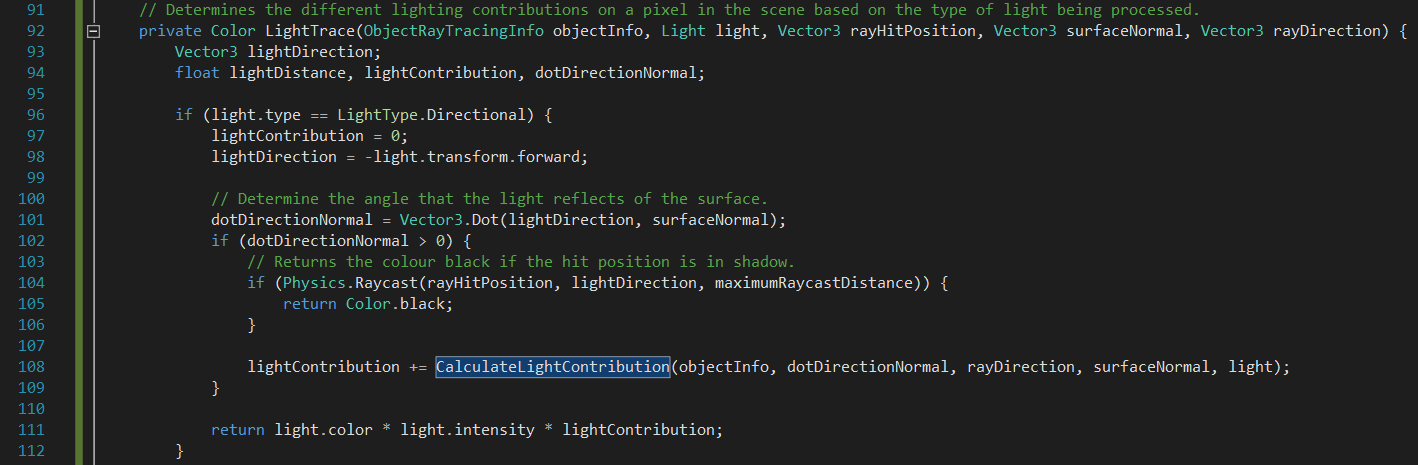 91 // Determines the different lighting contributions on a pixel in the scene based on the type of light being processed.
92 private Color LightTrace(ObjectRayTracingInfo objectInfo, Light light, Vector3 rayHitPosition, Vector3 surfaceNormal, Vector3 rayDirection) {
93 Vector3 lightDirection;
94 float lightDistance, lightContribution, dotDirectionNormal;
95
96 if (light.type == LightType.Directional) {
97 lightContribution = 0;
98 lightDirection = -light.transform.forward;
99
100 // Determine the angle that the light reflects of the surface.
101 dotDirectionNormal = Vector3.Dot(lightDirection, surfaceNormal);
102 if (dotDirectionNormal > 0) {
103 // Returns the colour black if the hit position is in shadow.
104 if (Physics.Raycast(rayHitPosition, lightDirection, maximumRaycastDistance)) {
105 return Color.black;
106 }
107
108 lightContribution += CalculateLightContribution(objectInfo, dotDirectionNormal, rayDirection, surfaceNormal, light);
109 }
110
111 return light.color * light.intensity * lightContribution;
112 }